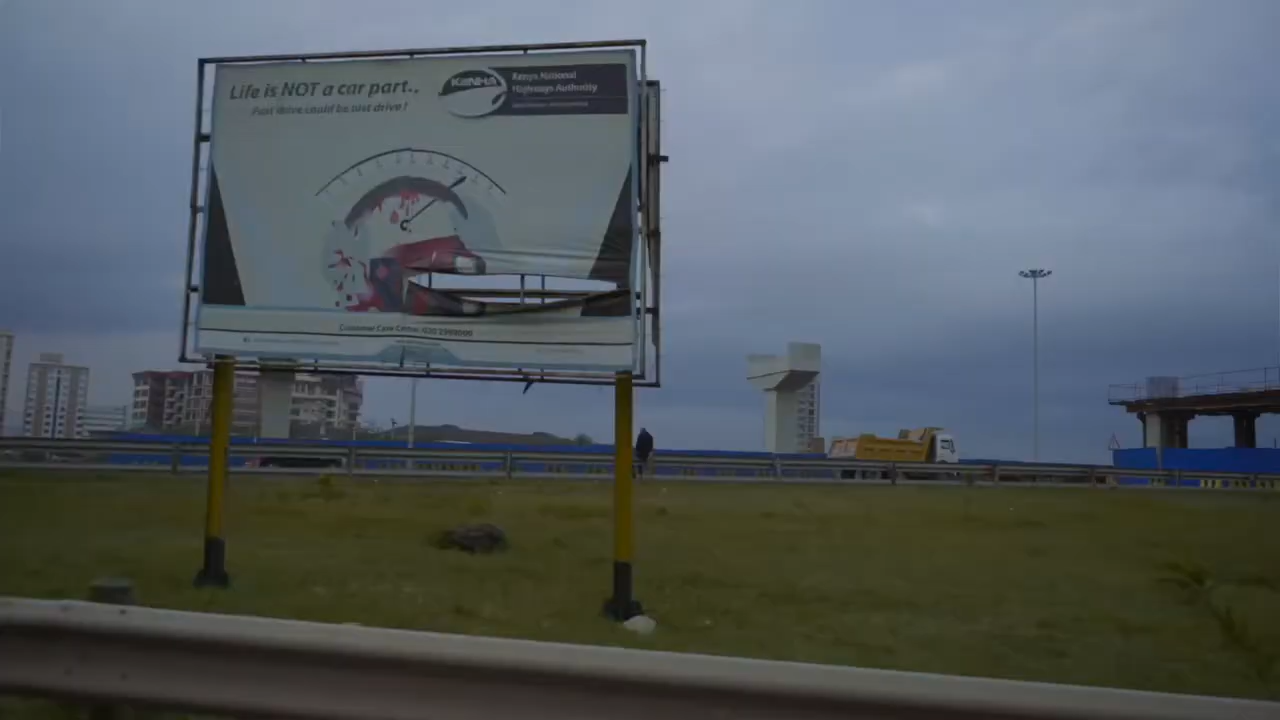 Life is NOT a car part..
Fast drive could be last drive!
KeNHA
Kenya National
Highways Authority
Customer Care Centre: 020 2989000